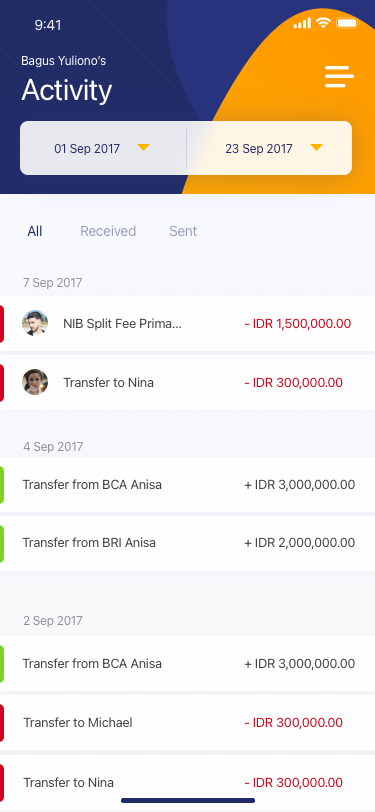 9:41
Bagus Yuliono's
Activity
01 Sep 2017 23 Sep 2017
All Received Sent
7 Sep 2017
NIB Split Fee Prima... - IDR 1,500,000.00
Transfer to Nina - IDR 300,000.00
4 Sep 2017
Transfer from BCA Anisa + IDR 3,000,000.00
Transfer from BRI Anisa + IDR 2,000,000.00
2 Sep 2017
Transfer from BCA Anisa + IDR 3,000,000.00
Transfer to Michael - IDR 300,000.00
Transfer to Nina - IDR 300,000.00